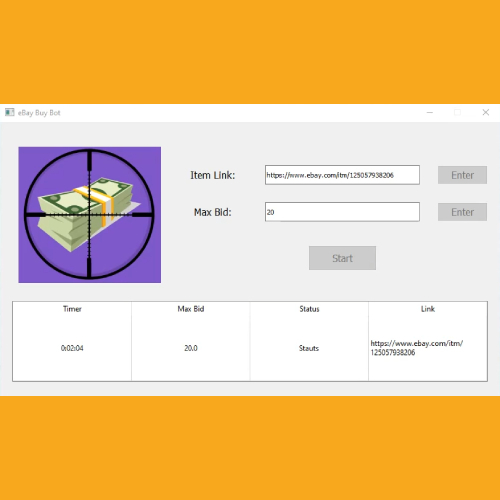 eBay Buy Bot
Item Link: https://www.ebay.com/itm/125057938206 Enter
Max Bid: 20 Enter
Start
Timer Max Bid Status Link
0:02:04 20.0 Stauts https://www.ebay.com/itm/
125057938206